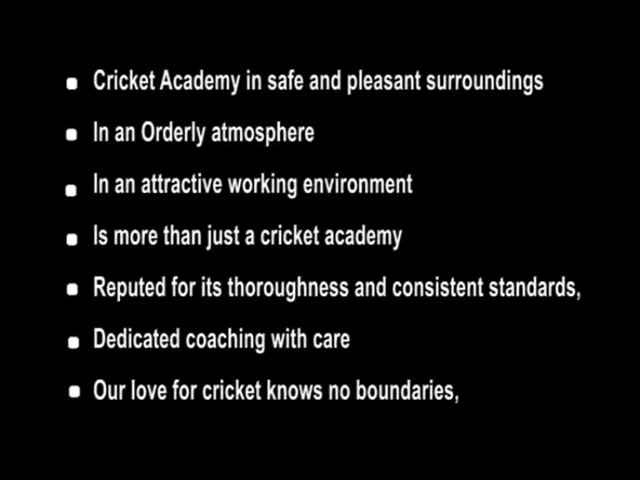 Cricket Academy in safe and pleasant surroundings
In an Orderly atmosphere
In an attractive working environment
Is more than just a cricket academy
Reputed for its thoroughness and consistent standards,
Dedicated coaching with care
Our love for cricket knows no boundaries,